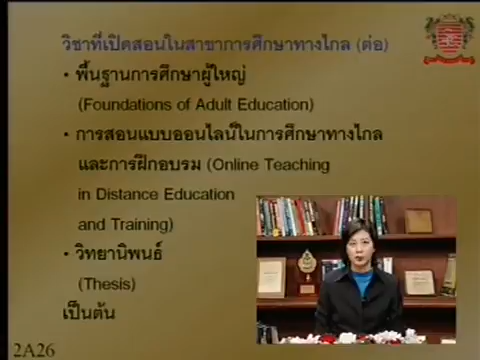 วิชาที่เปิดสอนในสาขาการศึกษาทางไกล (ต่อ)
• พื้นฐานการศึกษาผู้ใหญ่
(Foundations of Adult Education)
• การสอนแบบออนไลน์ในการศึกษาทางไกล
และการฝึกอบรม (Online Teaching
in Distance Education
and Training)
• วิทยานิพนธ์
(Thesis)
เป็นต้น
2A26